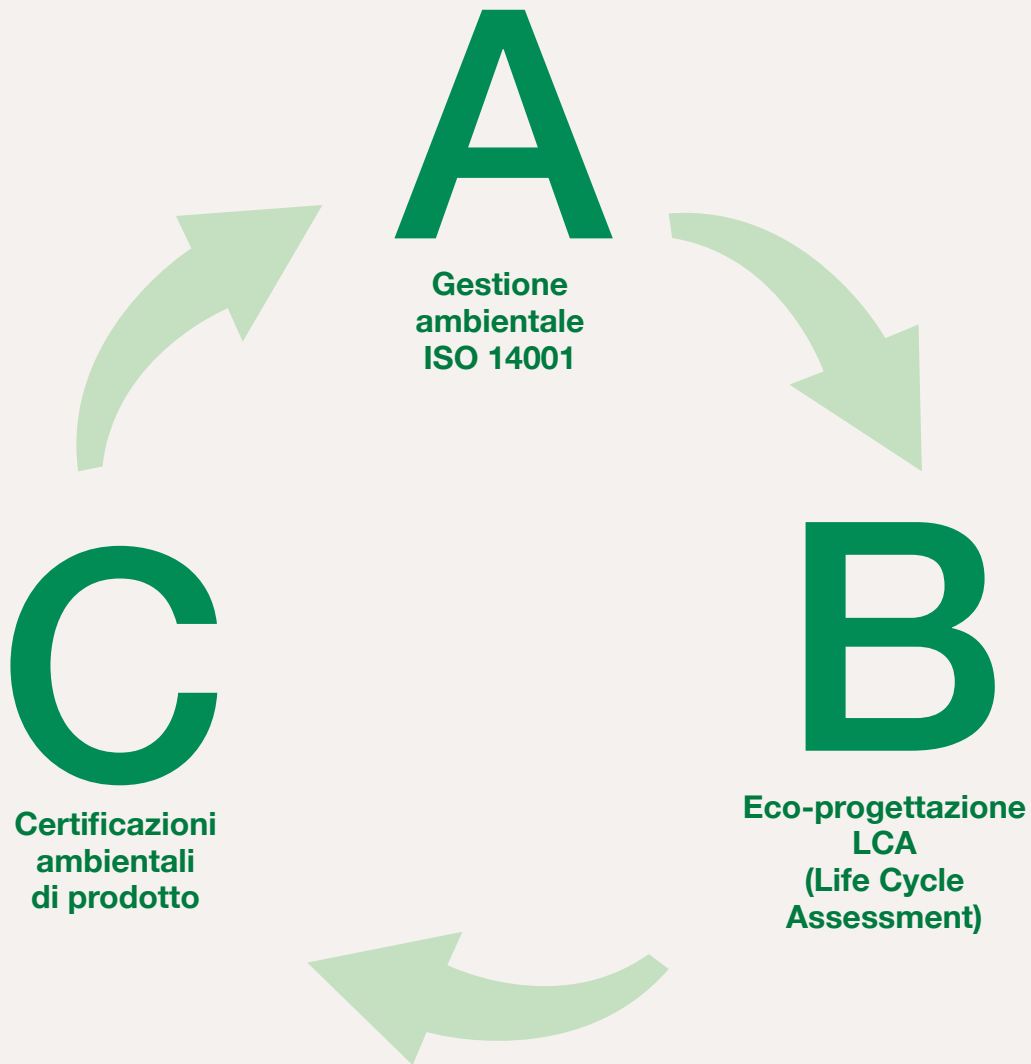 A
Gestione
ambientale
ISO 14001
B
Eco-progettazione
LCA
(Life Cycle
Assessment)
C
Certificazioni
ambientali
di prodotto